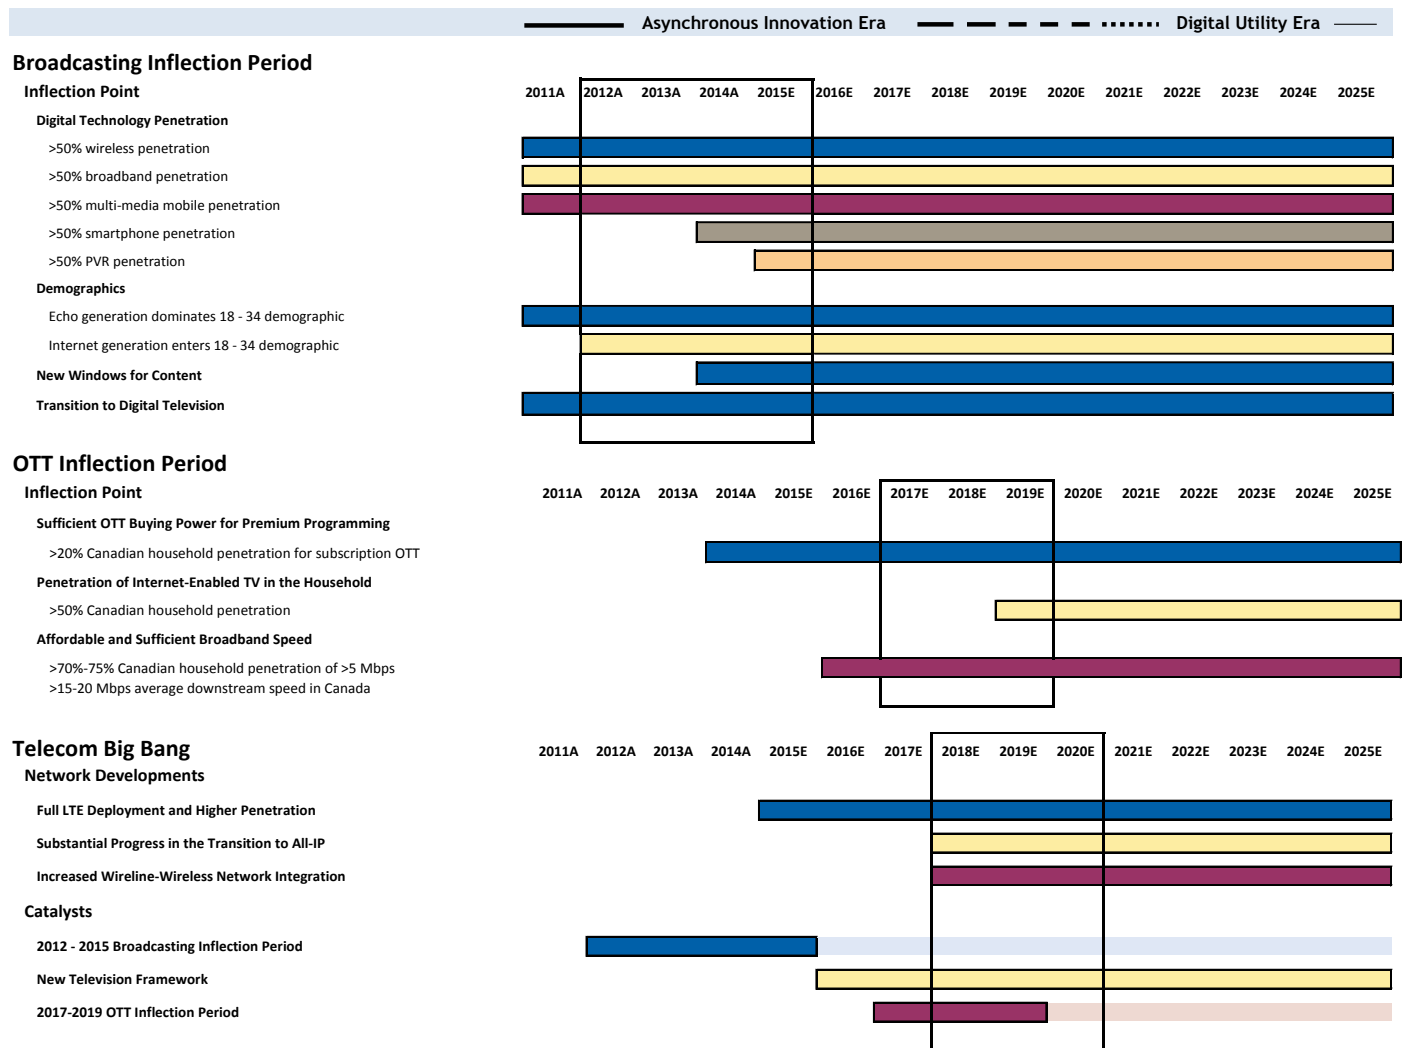 Asynchronous Innovation Era Digital Utility Era
Broadcasting Inflection Period
Inflection Point 2011A 2012A 2013A 2014A 2015E 2016E 2017E 2018E 2019E 2020E 2021E 2022E 2023E 2024E 2025E
Digital Technology Penetration
>50% wireless penetration
>50% broadband penetration
>50% multi-media mobile penetration
>50% smartphone penetration
>50% PVR penetration
Demographics
Echo generation dominates 18 - 34 demographic
Internet generation enters 18 - 34 demographic
New Windows for Content
Transition to Digital Television
OTT Inflection Period
Inflection Point 2011A 2012A 2013A 2014A 2015E 2016E 2017E 2018E 2019E 2020E 2021E 2022E 2023E 2024E 2025E
Sufficient OTT Buying Power for Premium Programming
>20% Canadian household penetration for subscription OTT
Penetration of Internet-Enabled TV in the Household
>50% Canadian household penetration
Affordable and Sufficient Broadband Speed
>70%-75% Canadian household penetration of >5 Mbps
>15-20 Mbps average downstream speed in Canada
Telecom Big Bang 2011A 2012A 2013A 2014A 2015E 2016E 2017E 2018E 2019E 2020E 2021E 2022E 2023E 2024E 2025E
Network Developments
Full LTE Deployment and Higher Penetration
Substantial Progress in the Transition to All-IP
Increased Wireline-Wireless Network Integration
Catalysts
2012 - 2015 Broadcasting Inflection Period
New Television Framework
2017-2019 OTT Inflection Period